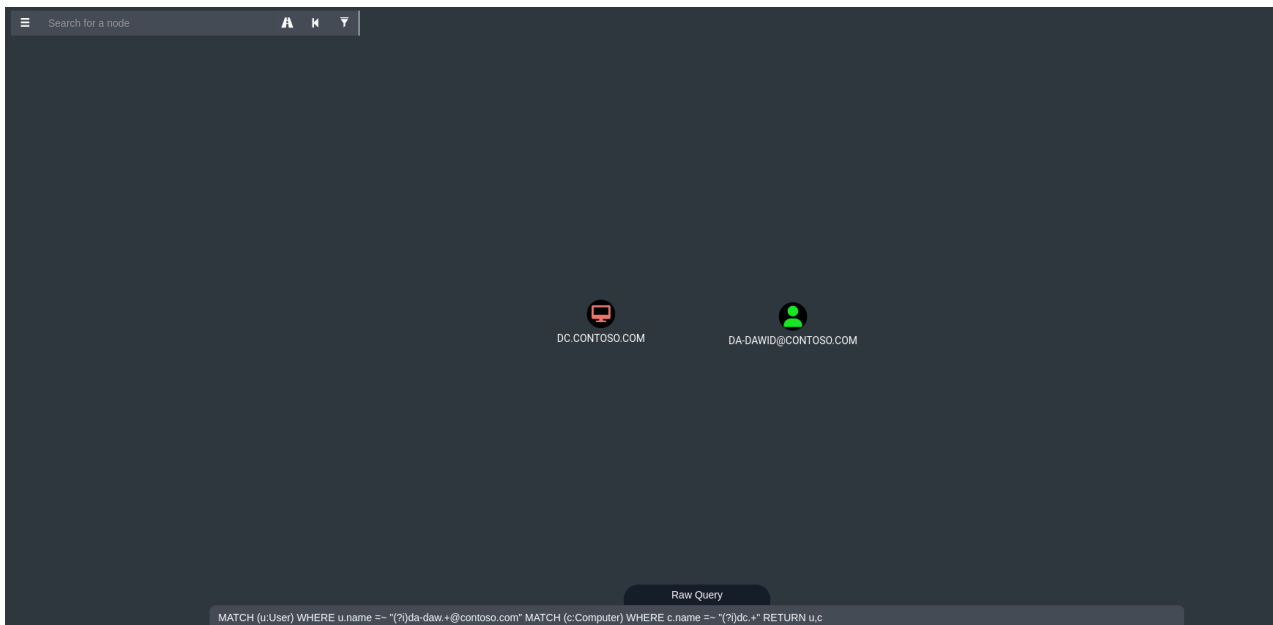 Search for a node
DC.CONTOSO.COM
DA-DAWID@CONTOSO.COM
Raw Query
MATCH (u:User) WHERE u.name =~ "(?i)da-daw.+@contoso.com" MATCH (c:Computer) WHERE c.name =~ "(?i)dc.+" RETURN u,c